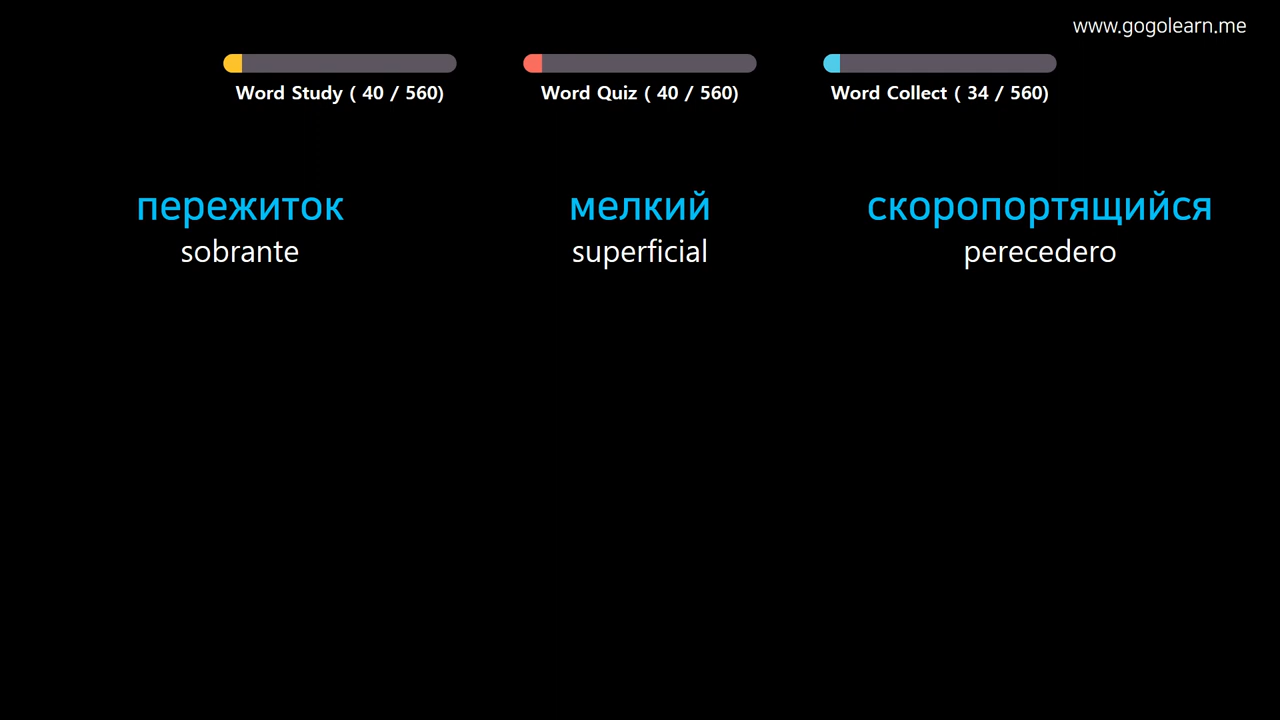 www.gogolearn.me
Word Study ( 40 / 560)
Word Quiz ( 40 / 560)
Word Collect ( 34 / 560)
пережиток
sobrante
мелкий
superficial
скоропортящийся
perecedero